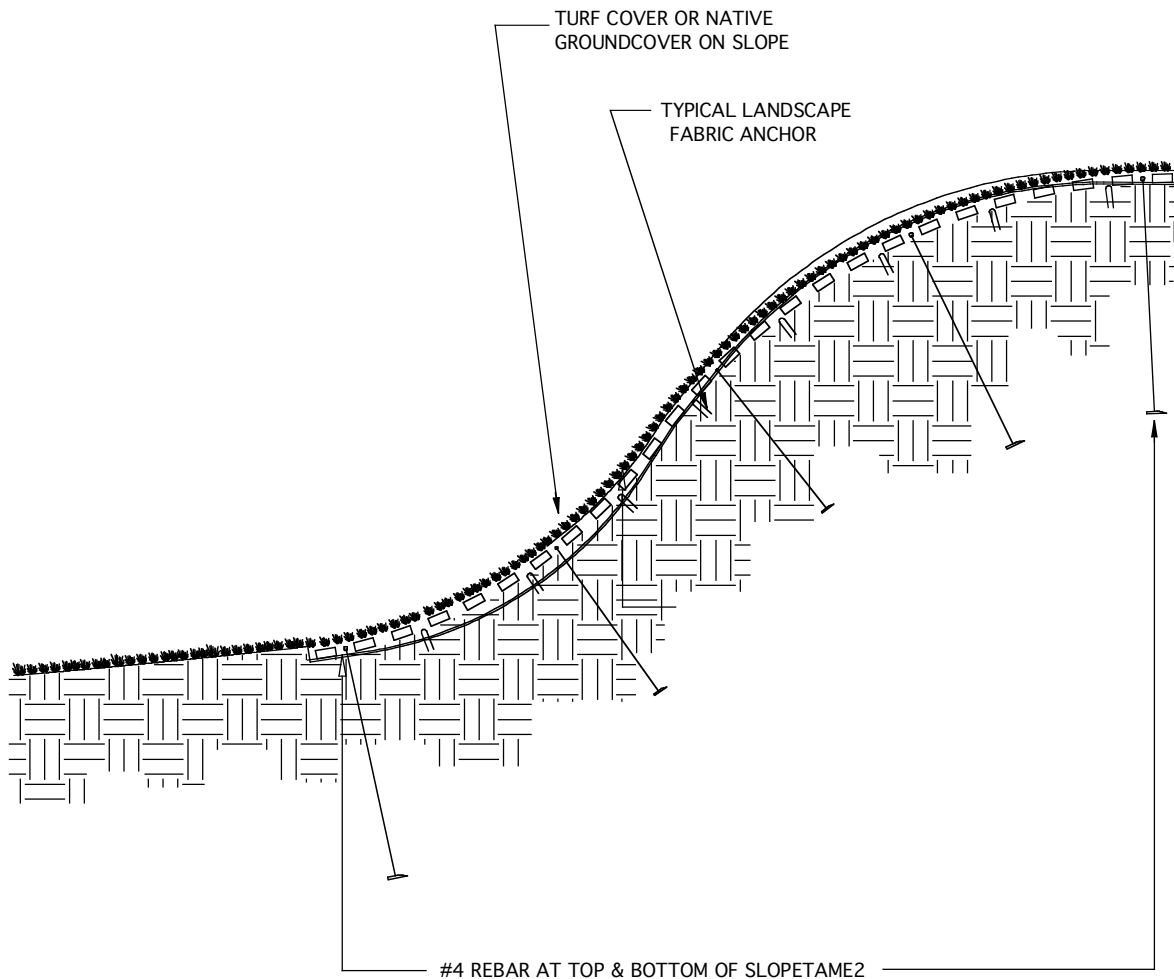 TURF COVER OR NATIVE
GROUNDCOVER ON SLOPE
TYPICAL LANDSCAPE
FABRIC ANCHOR
#4 REBAR AT TOP & BOTTOM OF SLOPETAME2